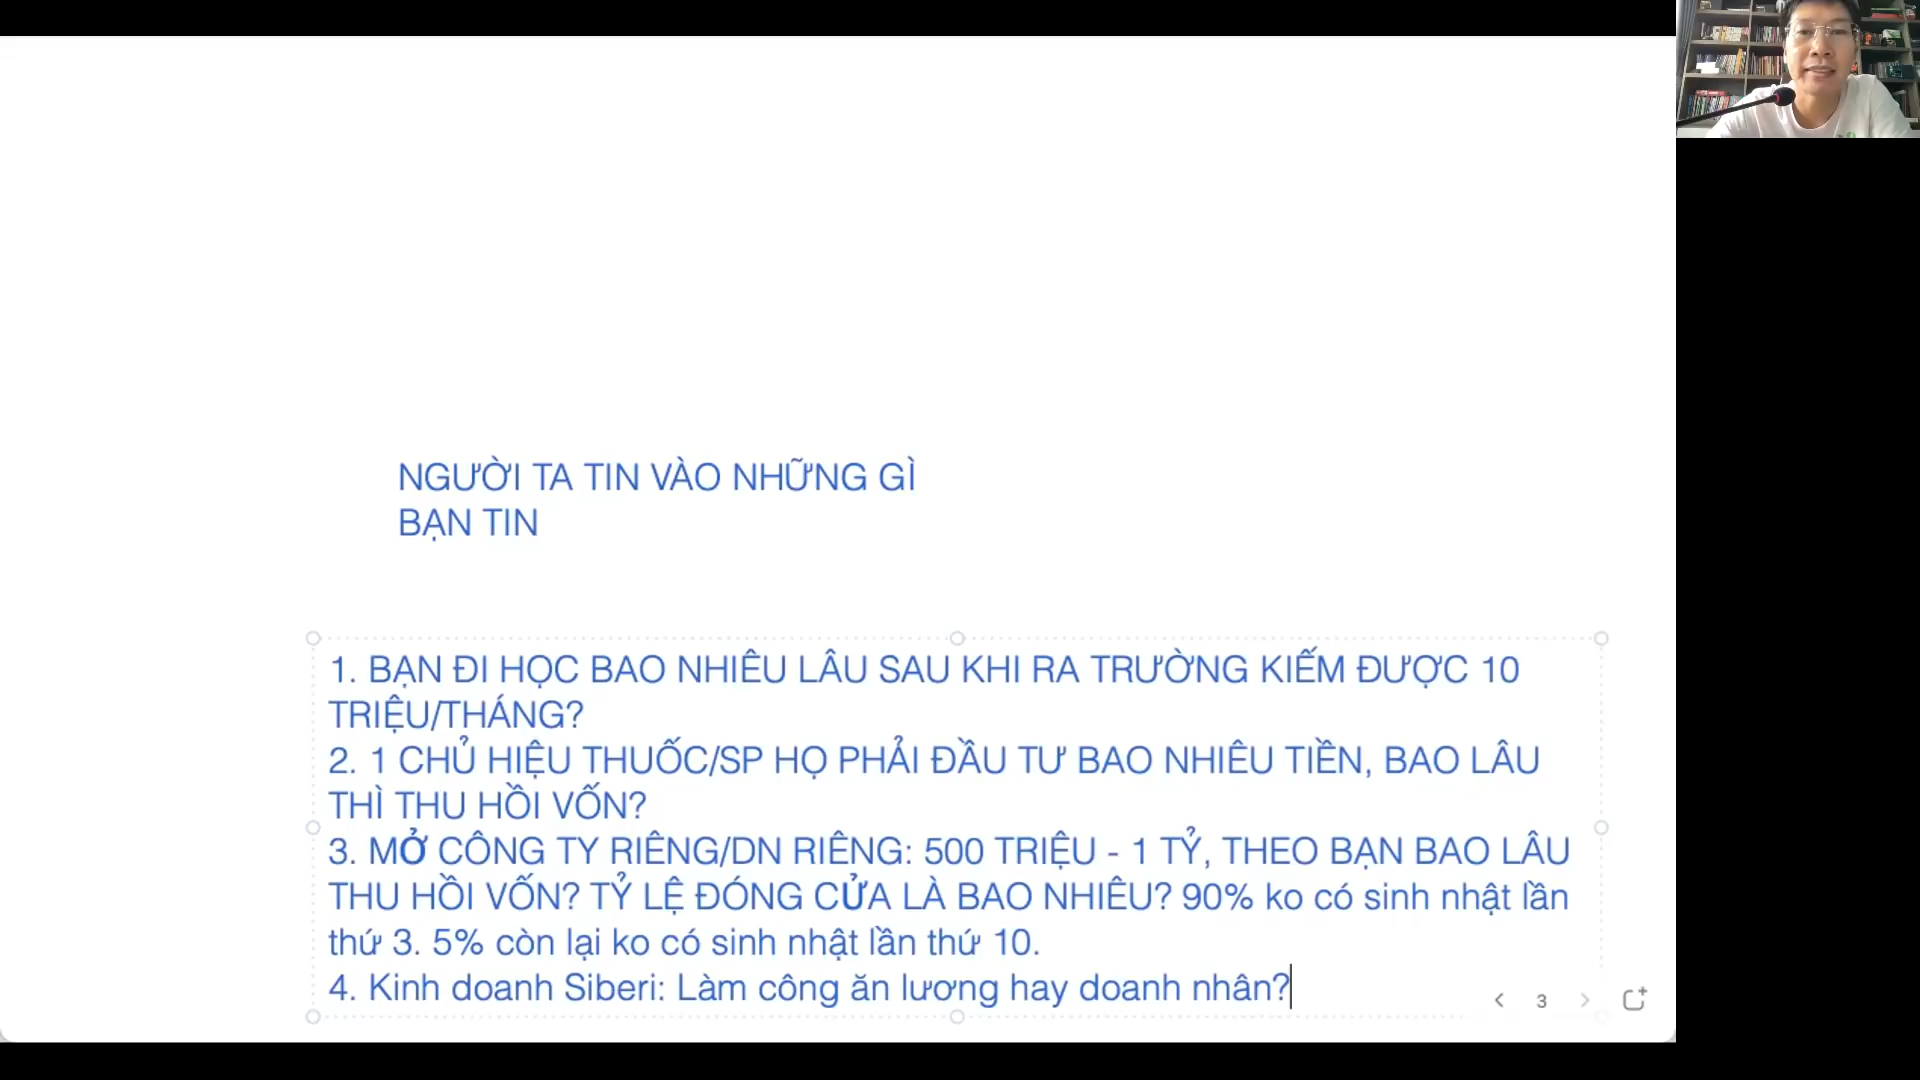 NGƯỜI TA TIN VÀO NHỮNG GÌ
BẠN TIN
1. BẠN ĐI HỌC BAO NHIÊU LÂU SAU KHI RA TRƯỜNG KIẾM ĐƯỢC 10
TRIỆU/THÁNG?
2. 1 CHỦ HIỆU THUỐC/SP HỌ PHẢI ĐẦU TƯ BAO NHIÊU TIỀN, BAO LÂU
THÌ THU HỒI VỐN?
3. MỞ CÔNG TY RIÊNG/DN RIÊNG: 500 TRIỆU - 1 TỶ, THEO BẠN BAO LÂU
THU HỒI VỐN? TỶ LỆ ĐÓNG CỬA LÀ BAO NHIÊU? 90% ko có sinh nhật lần
thứ 3. 5% còn lại ko có sinh nhật lần thứ 10.
4. Kinh doanh Siberi: Làm công ăn lương hay doanh nhân?
3